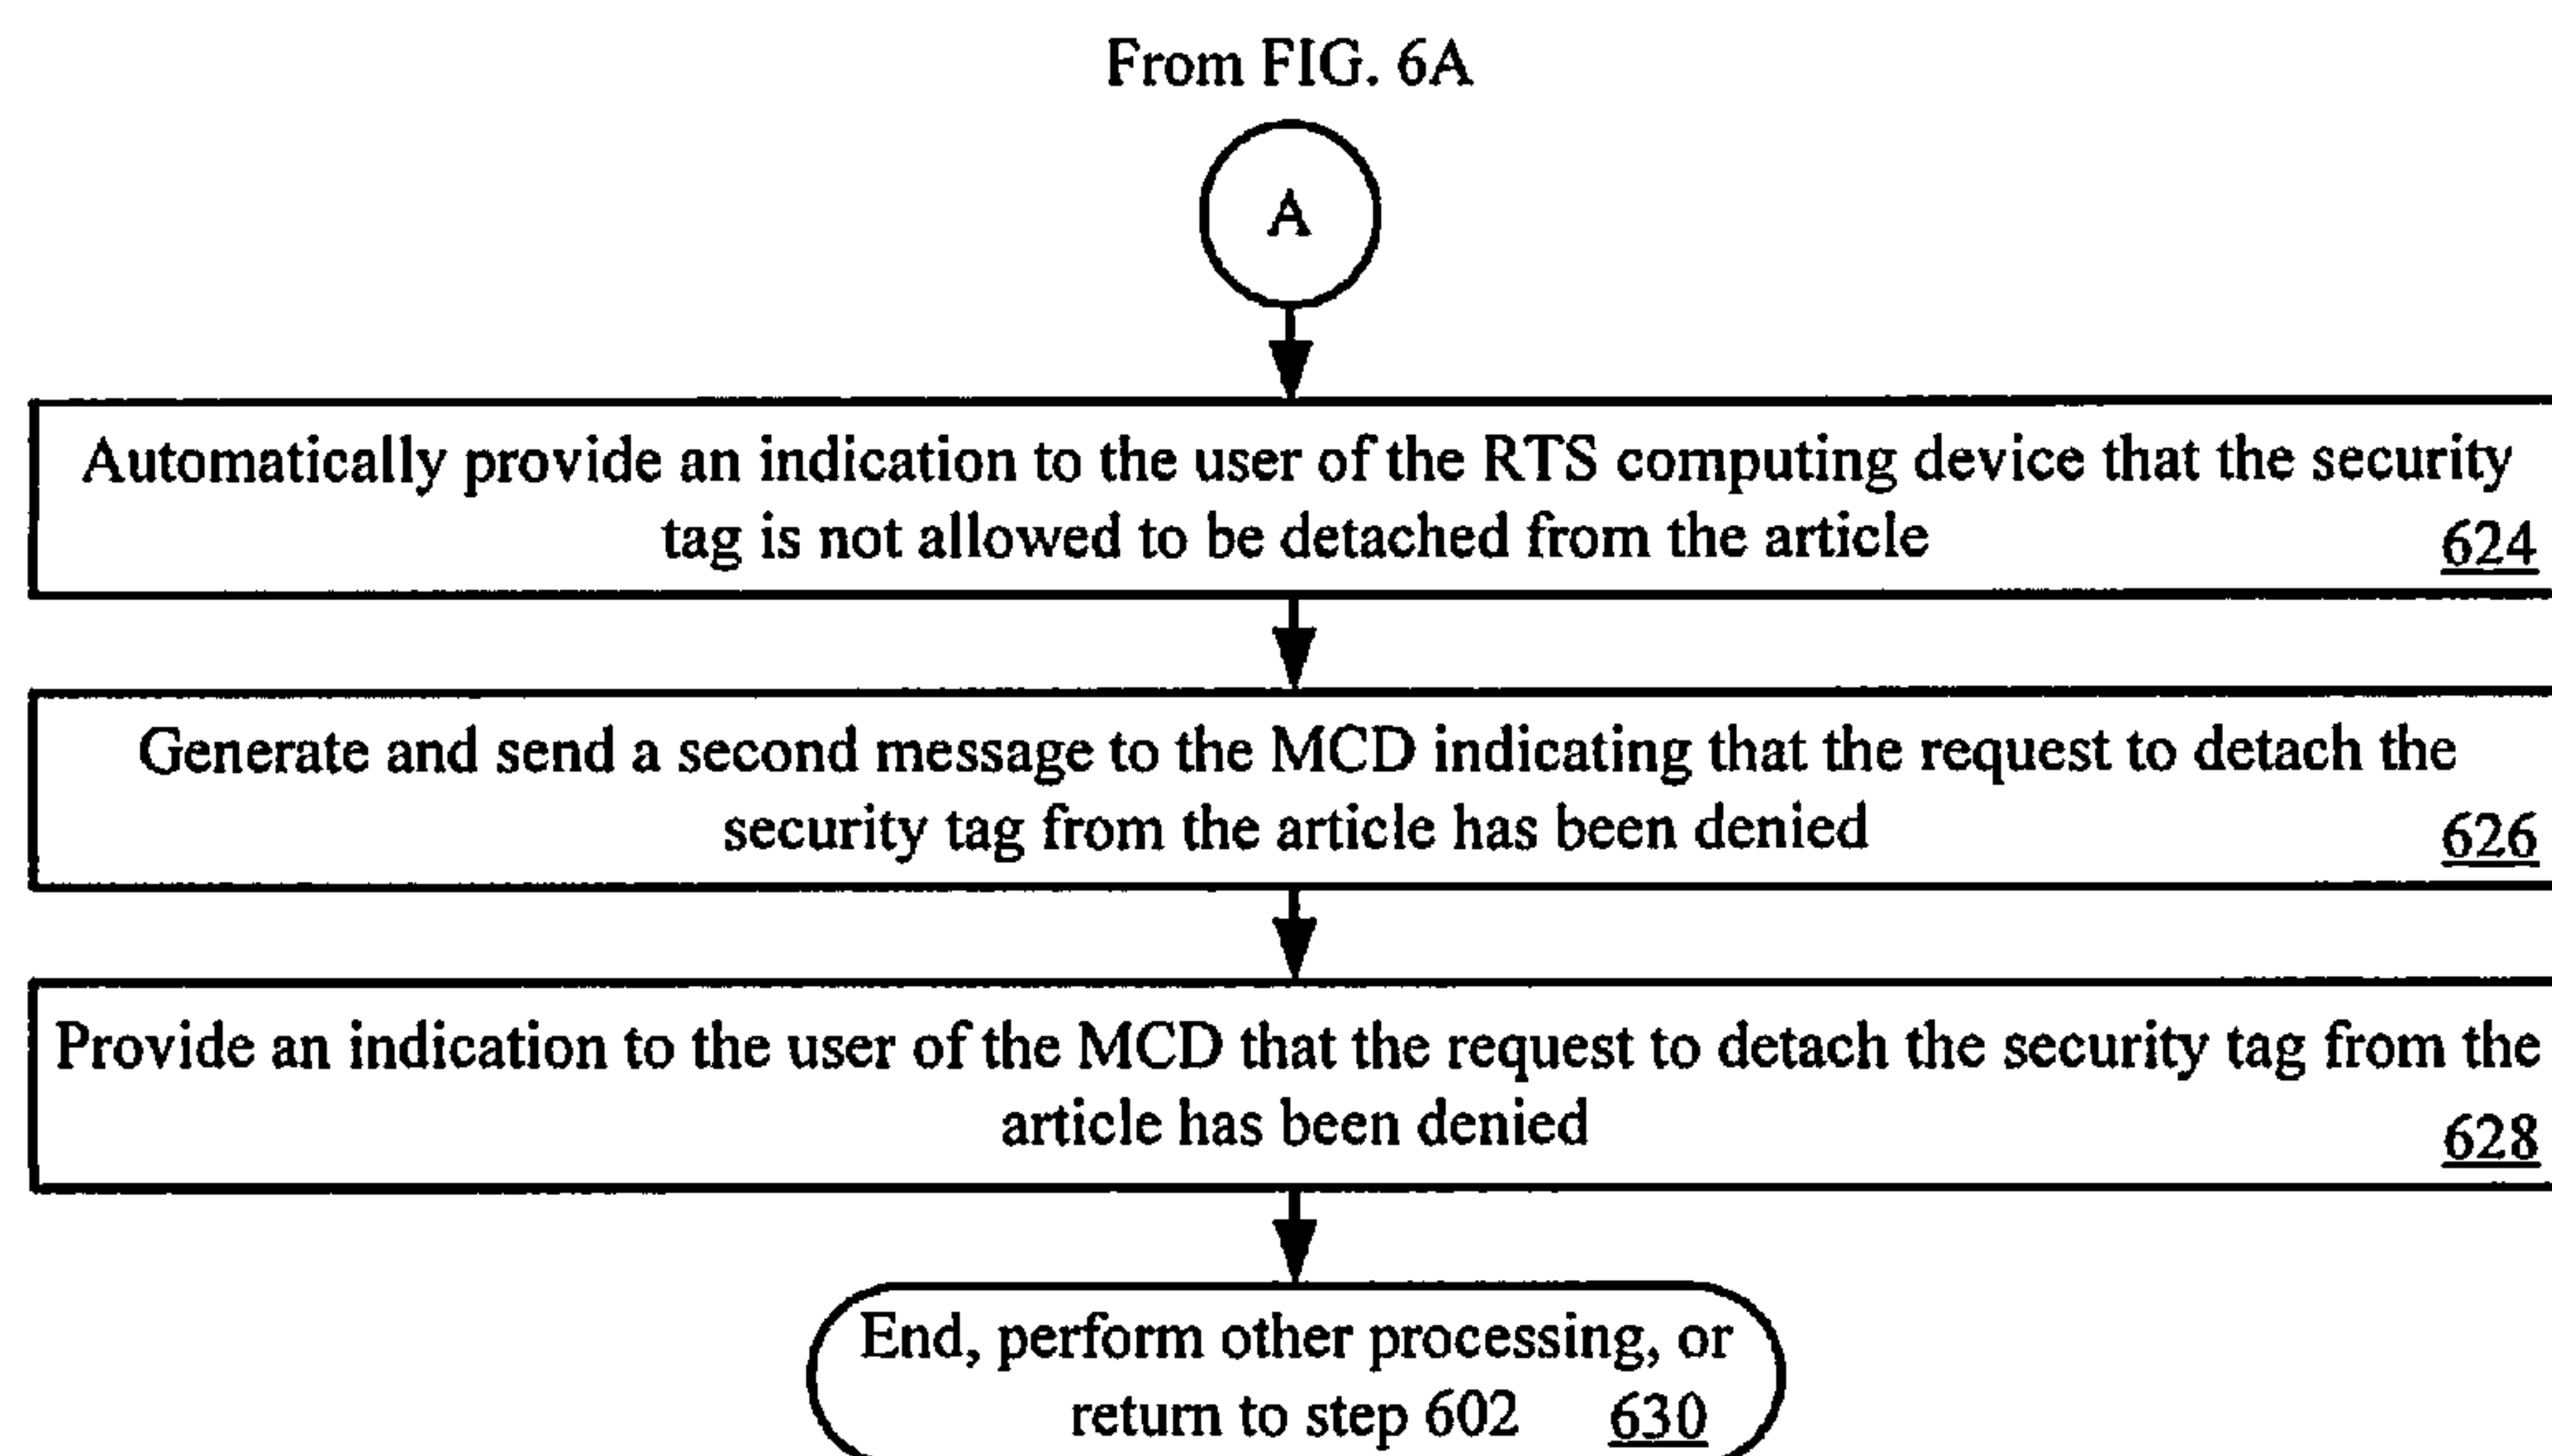 From FIG. 6A
A
Automatically provide an indication to the user of the RTS computing device that the security
tag is not allowed to be detached from the article 624
Generate and send a second message to the MCD indicating that the request to detach the
security tag from the article has been denied 626
Provide an indication to the user of the MCD that the request to detach the security tag from the
article has been denied 628
End, perform other processing, or
return to step 602 630